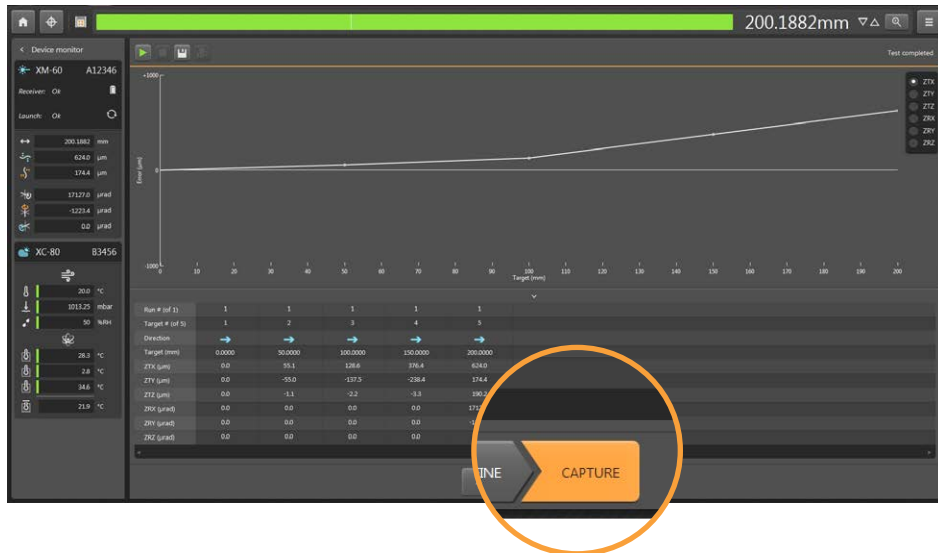 200.1882mm
< Device monitor
Test completed
XM-60 A12346
Receiver: Ok
Launch: Ok
200.1882 mm
624.0 µm
174.4 µm
17127.0 µrad
-1223.4 µrad
0.0 µrad
XC-80 B3456
20.0 °C
1013.25 mbar
50 %RH
28.3 °C
2.8 °C
34.6 °C
21.9 °C
+1000
Error (µm)
0
-1000
0 10 20 30 40 50 60 70 80 90 100 110 120 130 140 150 160 170 180 190 200
Target (mm)
ZTX
ZTY
ZTZ
ZRX
ZRY
ZRZ
Run # (of 1) 1 1 1 1 1
Target # (of 5) 1 2 3 4 5
Direction
Target (mm) 0.0000 50.0000 100.0000 150.0000 200.0000
ZTX (µm) 0.0 55.1 128.6 376.4 624.0
ZTY (µm) 0.0 -55.0 -137.5 -238.4 174.4
ZTZ (µm) 0.0 -1.1 -2.2 -3.3 190.2
ZRX (µrad) 0.0 0.0 0.0 0.0
ZRY (µrad) 0.0 0.0 0.0 0.0
ZRZ (µrad) 0.0 0.0 0.0 0.0
CAPTURE